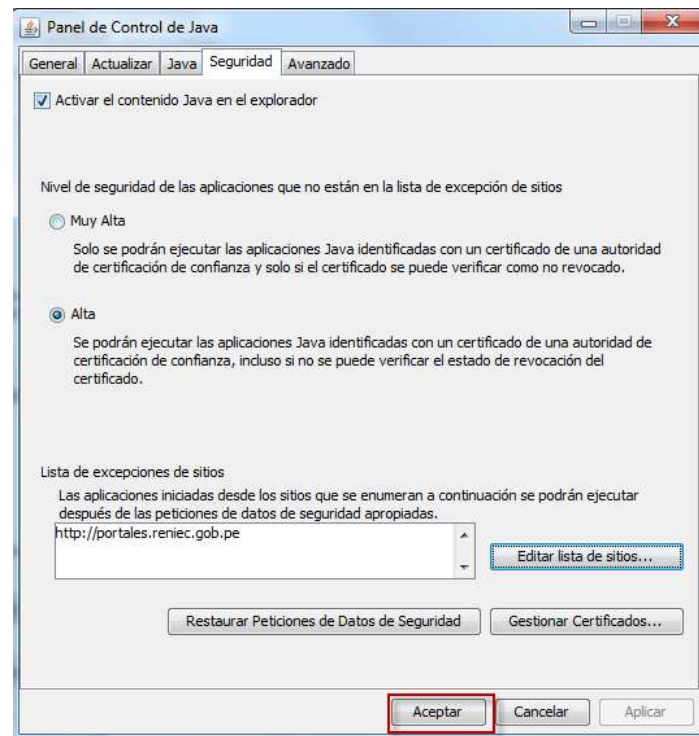 Panel de Control de Java
General
Actualizar
Java
Seguridad
Avanzado
Activar el contenido Java en el explorador
Nivel de seguridad de las aplicaciones que no están en la lista de excepción de sitios
Muy Alta
Solo se podrán ejecutar las aplicaciones Java identificadas con un certificado de una autoridad
de certificación de confianza y solo si el certificado se puede verificar como no revocado.
Alta
Se podrán ejecutar las aplicaciones Java identificadas con un certificado de una autoridad de
certificación de confianza, incluso si no se puede verificar el estado de revocación del
certificado.
Lista de excepciones de sitios
Las aplicaciones iniciadas desde los sitios que se enumeran a continuación se podrán ejecutar
después de las peticiones de datos de seguridad apropiadas.
http://portales.reniec.gob.pe
Editar lista de sitios...
Restaurar Peticiones de Datos de Seguridad
Gestionar Certificados...
Aceptar
Cancelar
Aplicar